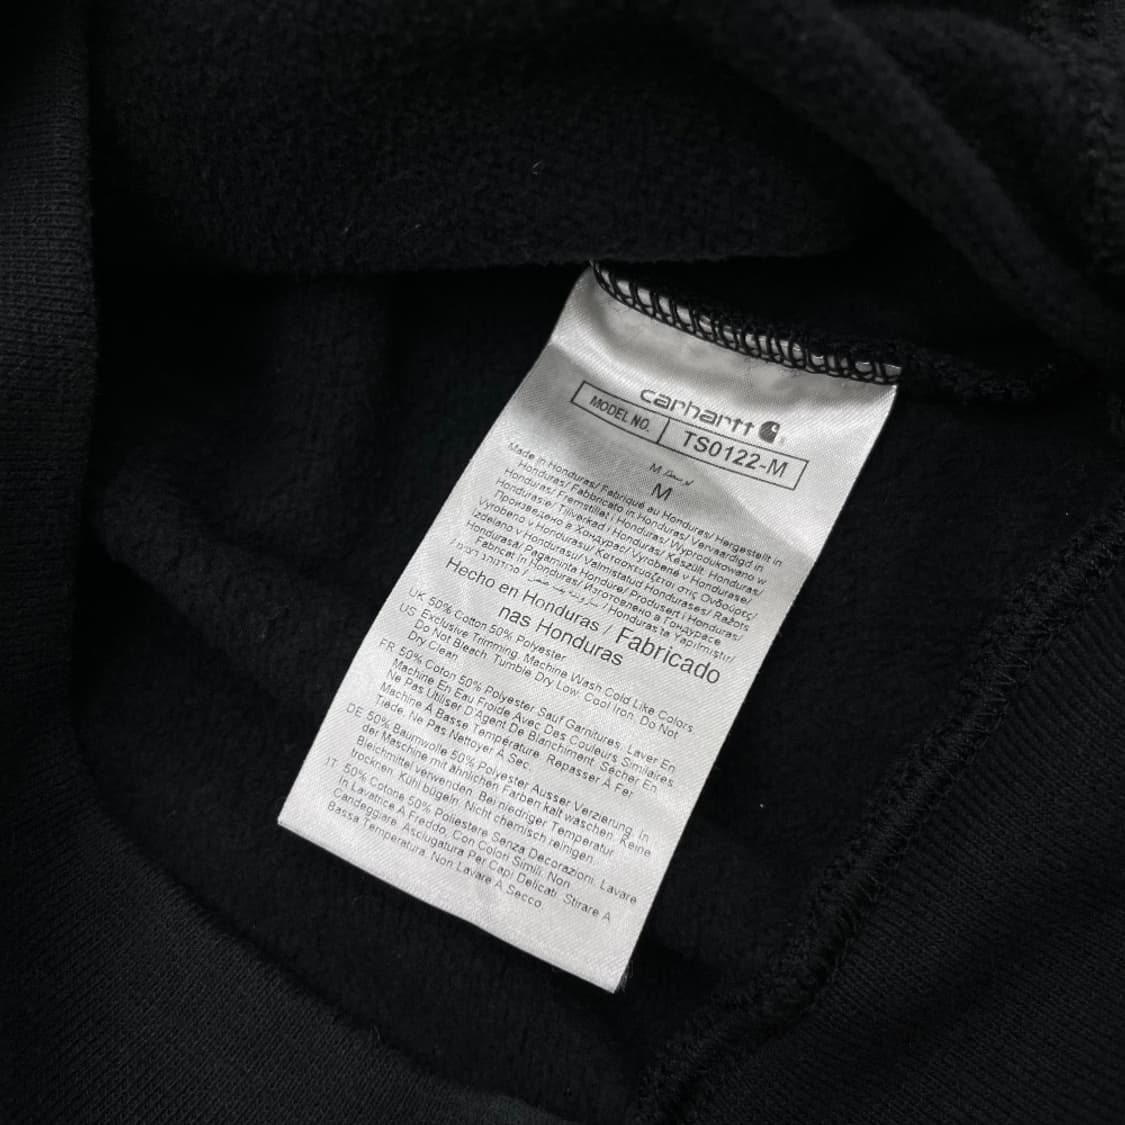 carhartt
MODEL NO. TS0122-M
M
M
Made in Honduras/ Fabriqué au Honduras/ Hergestellt in
Honduras/ Fabbricato in Honduras/ Vervaardigd in
Honduras/ Fremstillet i Honduras/ Wyprodukowano w
Hondurasie/ Tillverkad i Honduras/ Készült: Honduras/
Произведено в Хондурас/ Κατασκευάζεται στις Ονδούρες/
Vyrobeno v Hondurasu/ Vyrobené v Hondurase/
Izdelano v Hondurasu/ Valmistatud Hondurases/ Ražots
Hondurasā/ Pagaminta Hondūre/ Produsert i Honduras/
Fabricat în Honduras/ Изготовлено в Гондурасе
Honduras'ta Yapılmıştır/
Hecho en Honduras / Fabricado
nas Honduras
UK 50% Cotton 50% Polyester
US Exclusive Trimming. Machine Wash Cold Like Colors.
Do Not Bleach. Tumble Dry Low. Cool Iron. Do Not
Dry Clean.
FR 50% Coton 50% Polyester Sauf Garnitures. Laver En
Machine En Eau Froide Avec Des Couleurs Similaires.
Ne Pas Utiliser D'Agent De Blanchiment. Sécher En
Machine À Basse Température. Repasser À Fer
Tiède. Ne Pas Nettoyer À Sec.
DE 50% Baumwolle 50% Polyester Ausser Verzierung. In
der Maschine mit ähnlichen Farben kalt waschen. Keine
Bleichmittel verwenden. Bei niedriger Temperatur
trocknen. Kühl bügeln. Nicht chemisch reinigen.
IT 50% Cotone 50% Poliestere Senza Decorazioni. Lavare
In Lavatrice A Freddo, Con Colori Simili. Non
Candeggiare. Asciugatura Per Capi Delicati. Stirare A
Bassa Temperatura. Non Lavare A Secco.